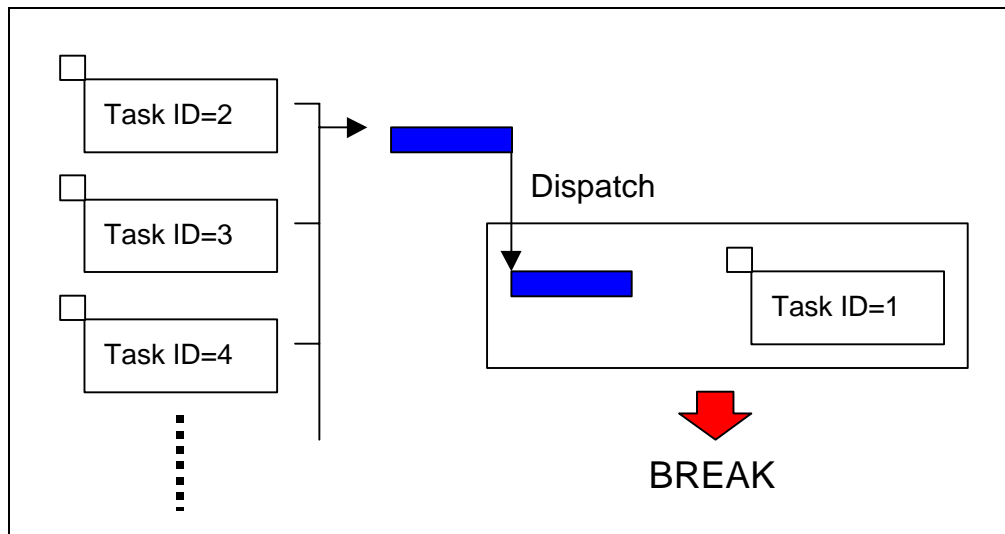 Task ID=2
Dispatch
Task ID=3
Task ID=1
Task ID=4
BREAK